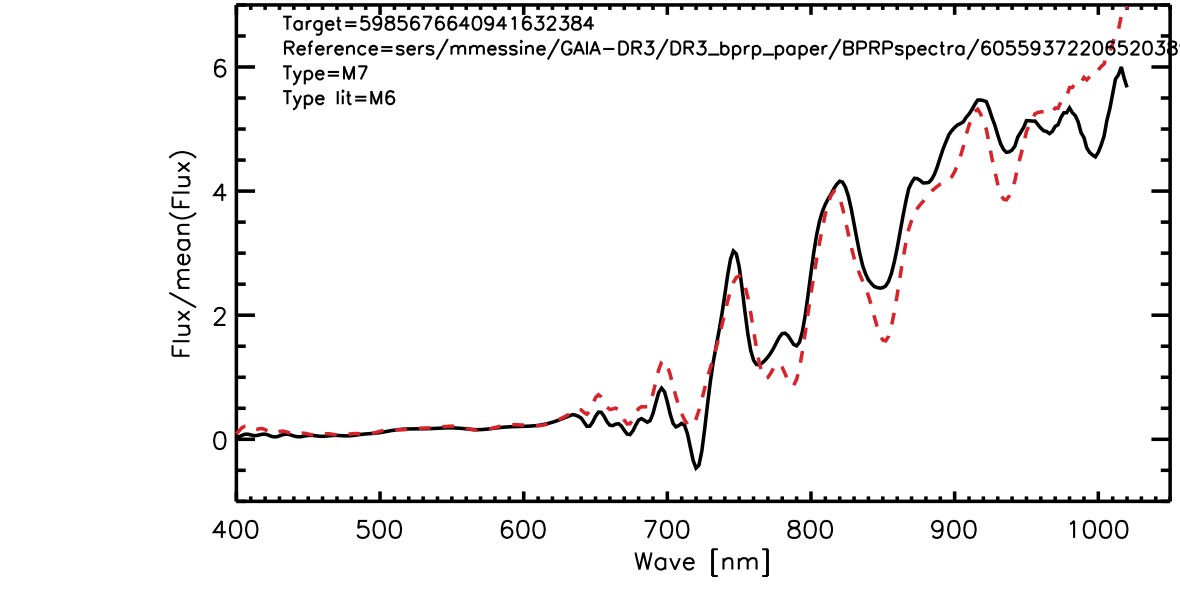 Target=5985676640941632384
Reference=sers/mmessine/GAIA-DR3/DR3_bprp_paper/BPRPspectra/605593722065203​8
Type=M7
Type lit=M6
Flux/mean(Flux)
6
4
2
0
400 500 600 700 800 900 1000
Wave [nm]